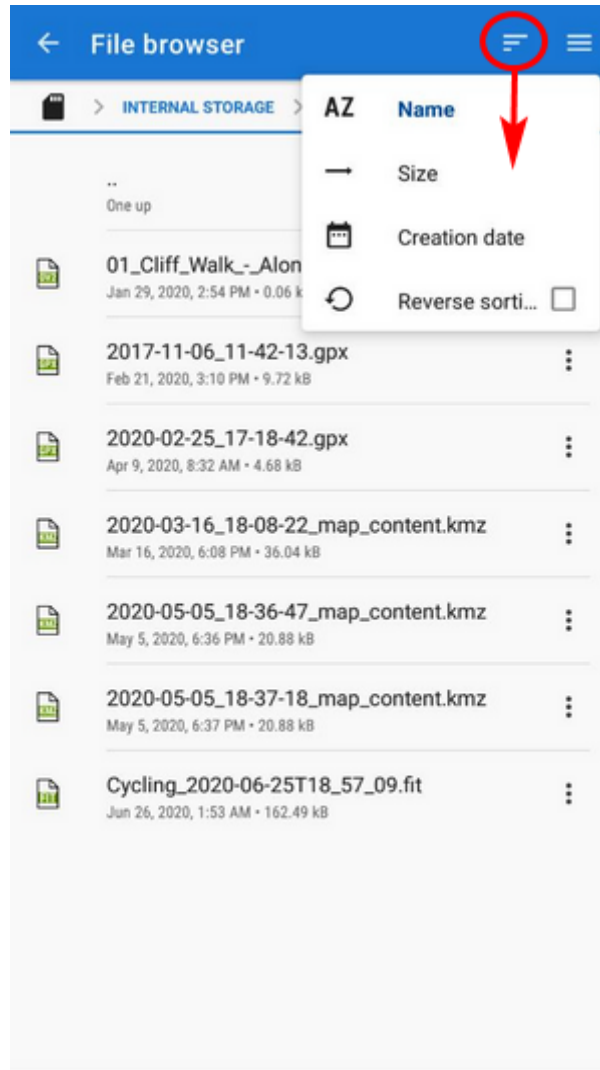 File browser
INTERNAL STORAGE
AZ Name
Size
Creation date
Reverse sorti...
..
One up
01_Cliff_Walk_-_Alon
Jan 29, 2020, 2:54 PM • 0.06 k
2017-11-06_11-42-13.gpx
Feb 21, 2020, 3:10 PM • 9.72 kB
2020-02-25_17-18-42.gpx
Apr 9, 2020, 8:32 AM • 4.68 kB
2020-03-16_18-08-22_map_content.kmz
Mar 16, 2020, 6:08 PM • 36.04 kB
2020-05-05_18-36-47_map_content.kmz
May 5, 2020, 6:36 PM • 20.88 kB
2020-05-05_18-37-18_map_content.kmz
May 5, 2020, 6:37 PM • 20.88 kB
Cycling_2020-06-25T18_57_09.fit
Jun 26, 2020, 1:53 AM • 162.49 kB